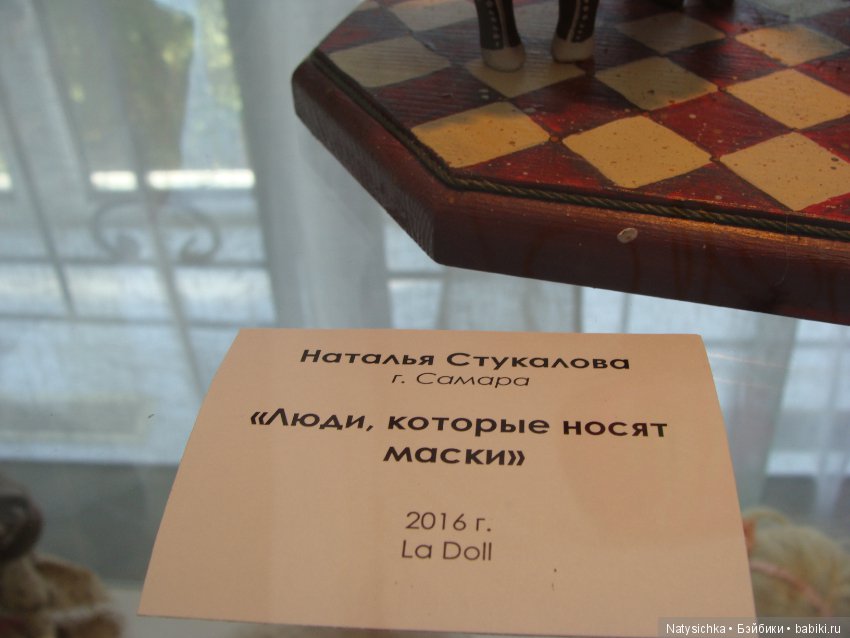 Наталья Стукалова
г. Самара
«Люди, которые носят
маски»
2016 г.
La Doll
Natysichka • Бэйбики • babiki.ru